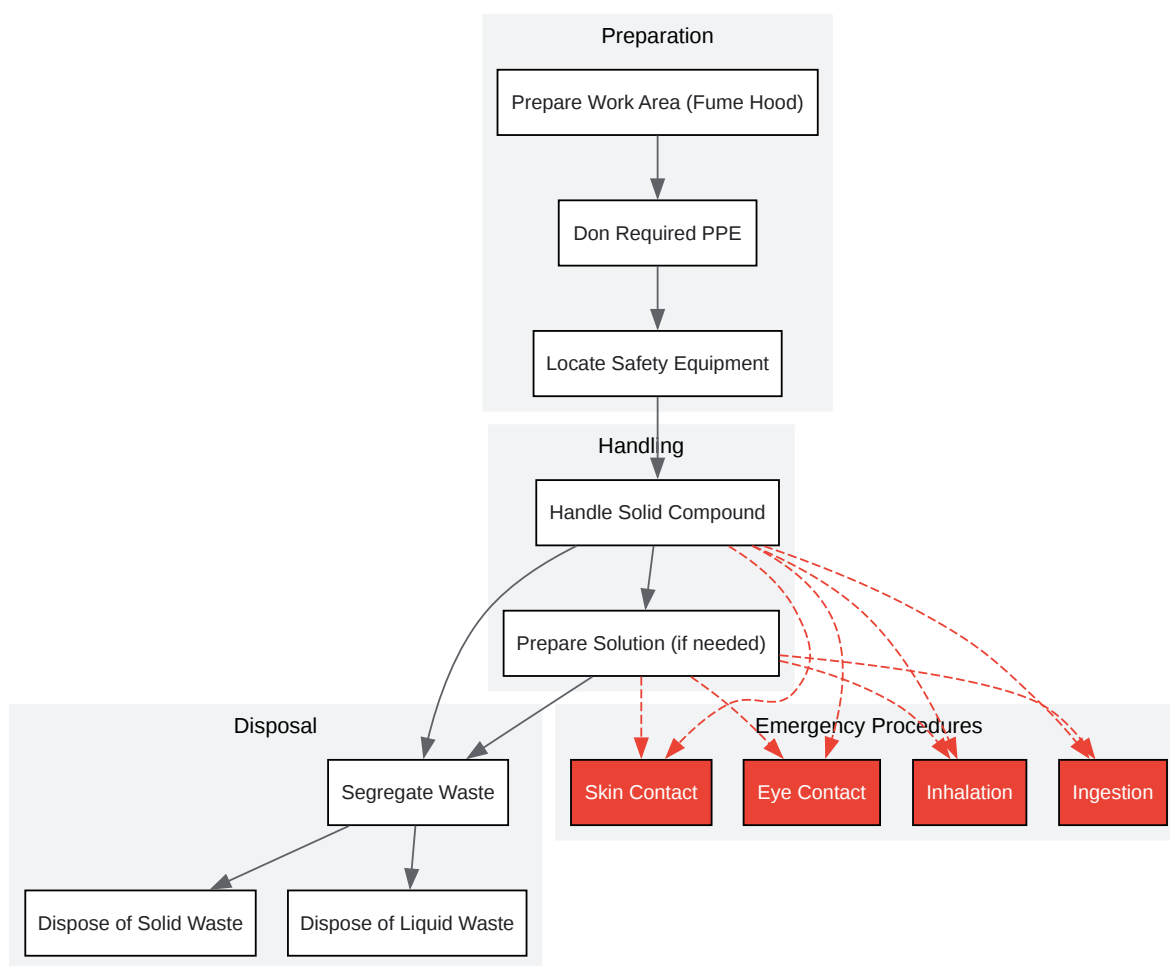 Preparation
Prepare Work Area (Fume Hood)
Don Required PPE
Locate Safety Equipment
Handling
Handle Solid Compound
Prepare Solution (if needed)
Disposal
Segregate Waste
Dispose of Solid Waste
Dispose of Liquid Waste
Emergency Procedures
Skin Contact
Eye Contact
Inhalation
Ingestion